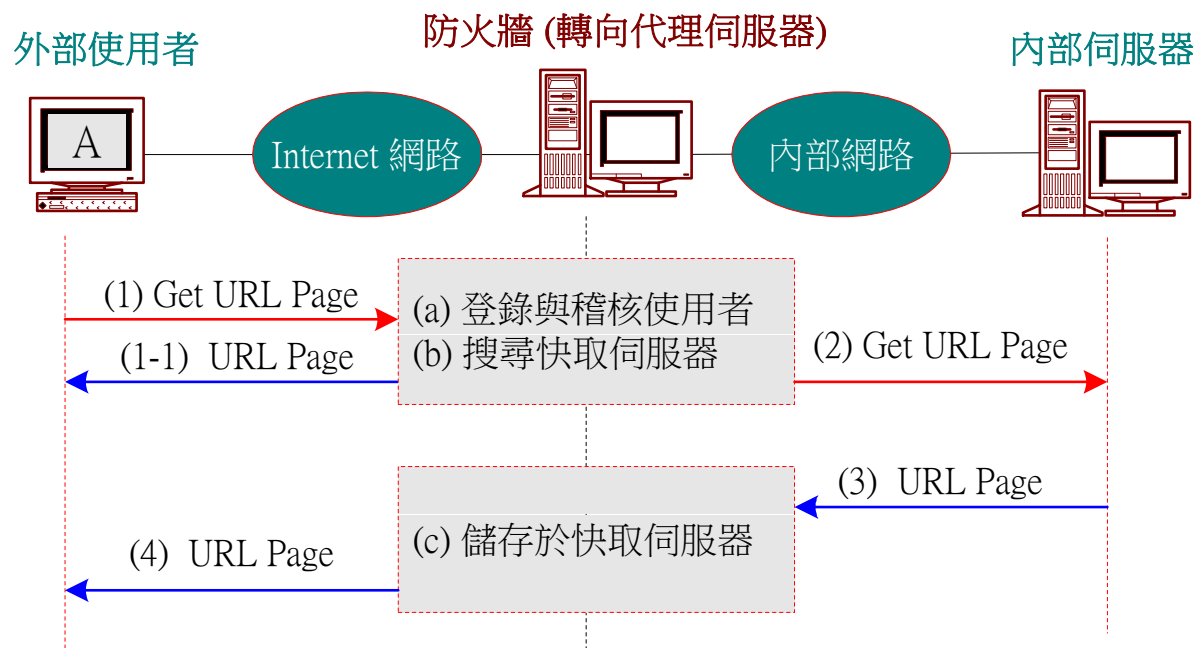 防火牆 (轉向代理伺服器)
外部使用者
內部伺服器
A
Internet 網路
內部網路
(1) Get URL Page
(a) 登錄與稽核使用者
(1-1) URL Page
(b) 搜尋快取伺服器
(2) Get URL Page
(3) URL Page
(c) 儲存於快取伺服器
(4) URL Page